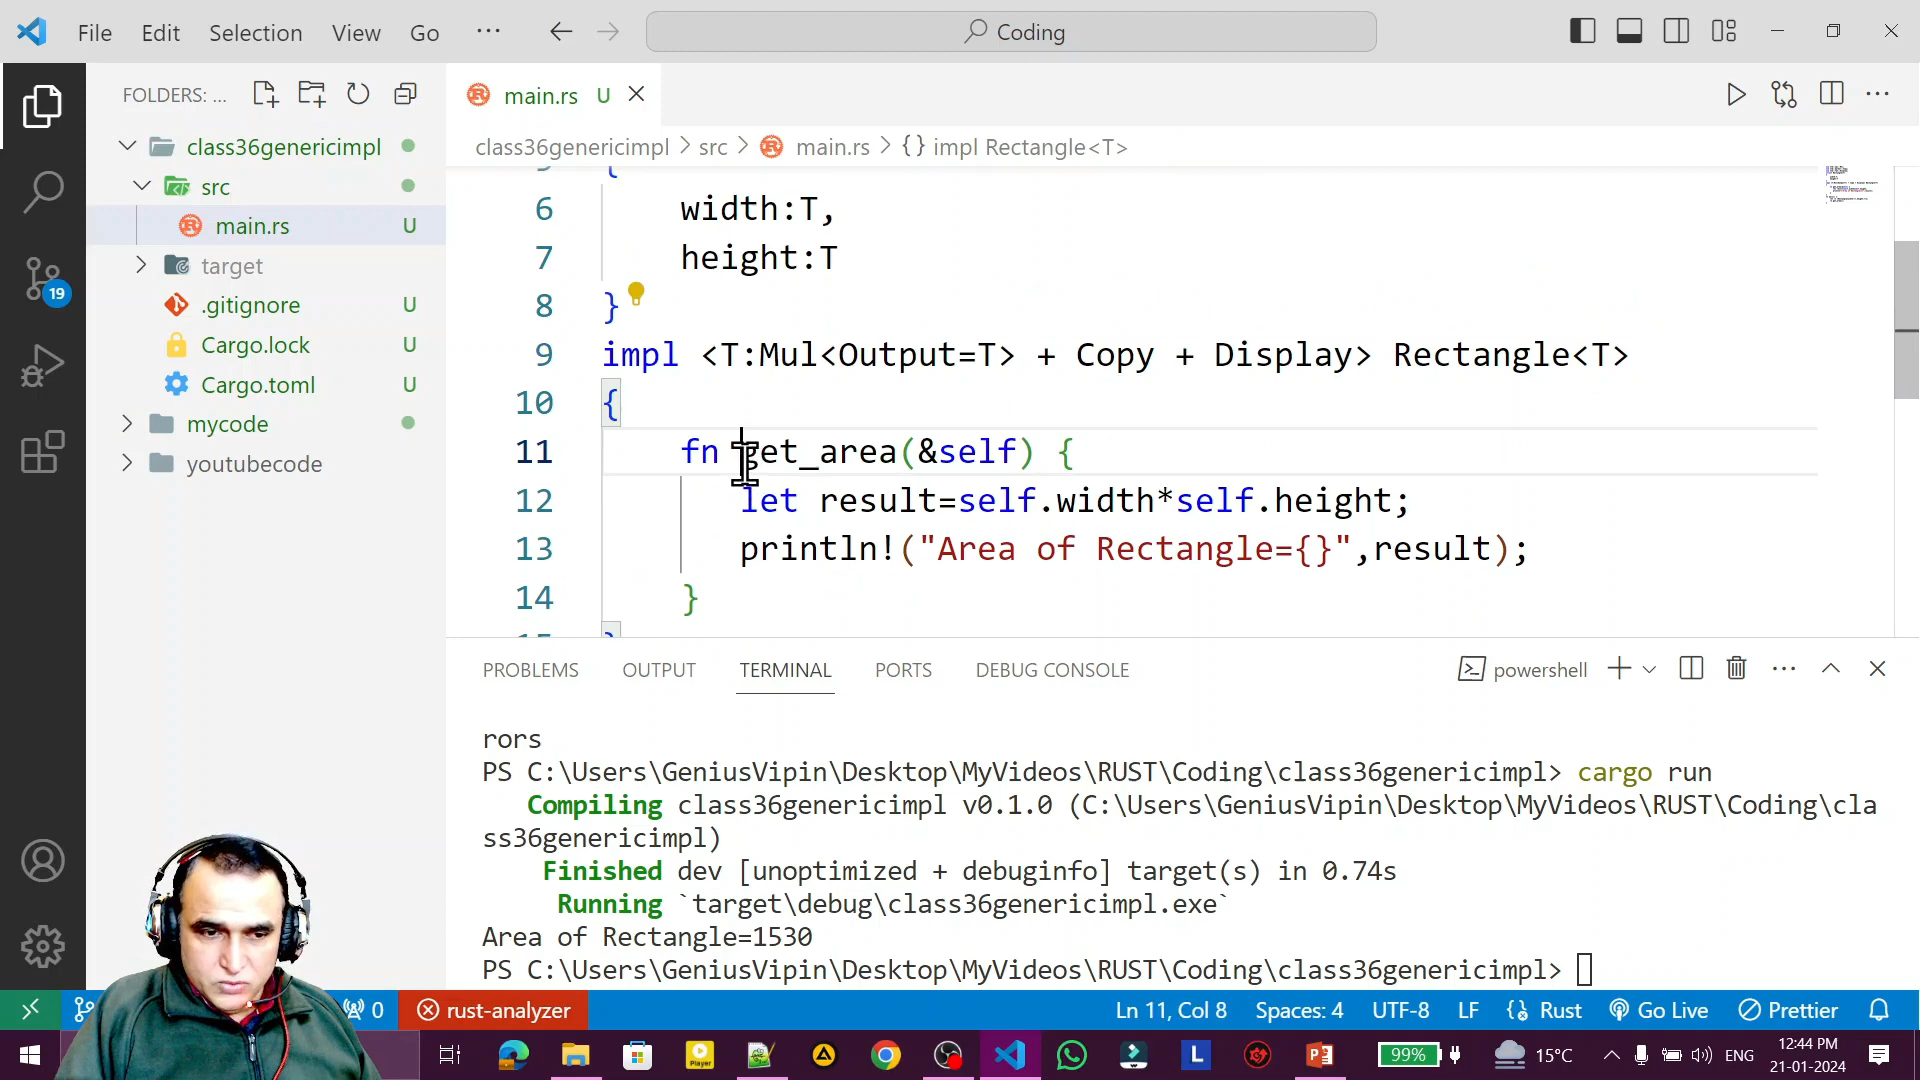 File Edit Selection View Go ··· Coding
FOLDERS: ...
class36genericimpl
src
main.rs U
target
.gitignore U
Cargo.lock U
Cargo.toml U
mycode
youtubecode
19
main.rs U
class36genericimpl > src > main.rs > {} impl Rectangle<T>
{
6 width:T,
7 height:T
8 }
9 impl <T:Mul<Output=T> + Copy + Display> Rectangle<T>
10 {
11 fn get_area(&self) {
12 let result=self.width*self.height;
13 println!("Area of Rectangle={}",result);
14 }
PROBLEMS OUTPUT TERMINAL PORTS DEBUG CONSOLE powershell
rors
PS C:\Users\GeniusVipin\Desktop\MyVideos\RUST\Coding\class36genericimpl> cargo run
Compiling class36genericimpl v0.1.0 (C:\Users\GeniusVipin\Desktop\MyVideos\RUST\Coding\cla
ss36genericimpl)
Finished dev [unoptimized + debuginfo] target(s) in 0.74s
Running `target\debug\class36genericimpl.exe`
Area of Rectangle=1530
PS C:\Users\GeniusVipin\Desktop\MyVideos\RUST\Coding\class36genericimpl>
0 rust-analyzer Ln 11, Col 8 Spaces: 4 UTF-8 LF {} Rust Go Live Prettier
Player L 99% 15°C ENG 12:44 PM
21-01-2024